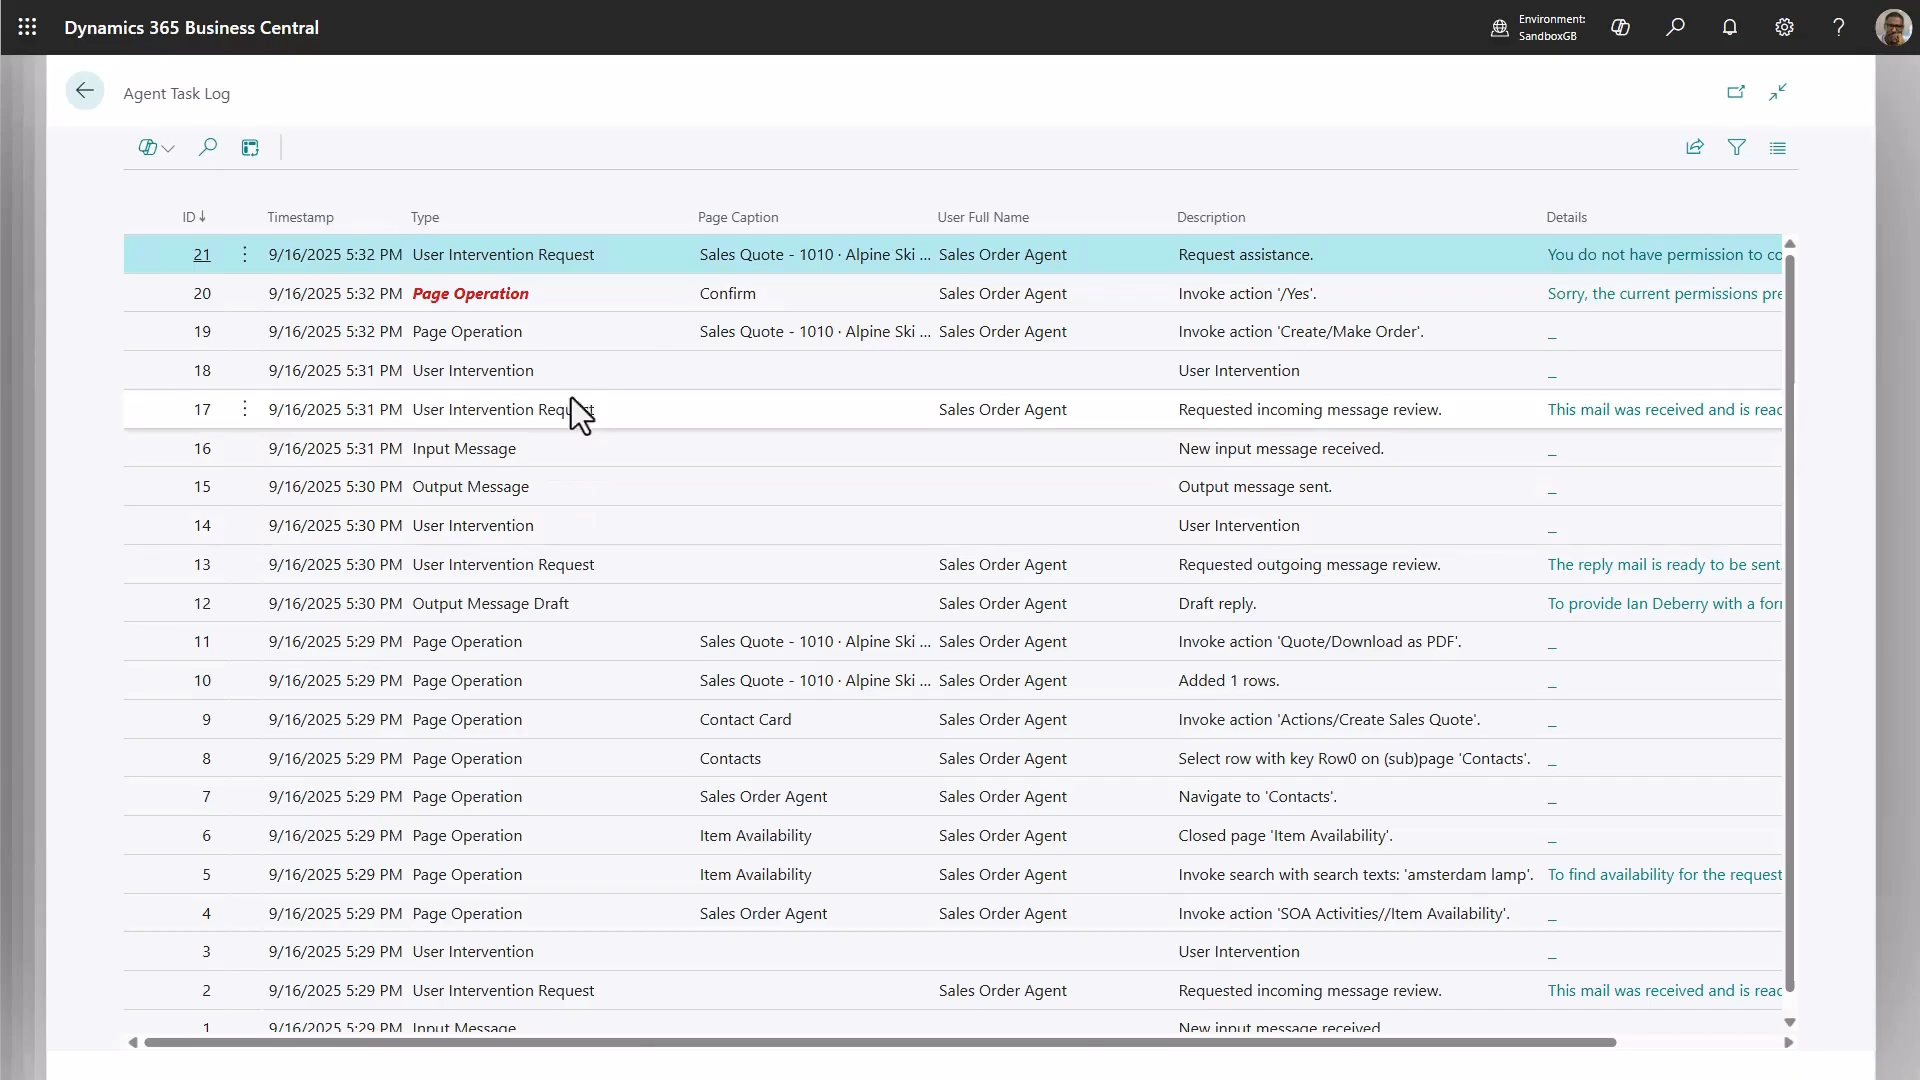 Dynamics 365 Business Central
Environment:
SandboxGB
Agent Task Log
ID↓ Timestamp Type Page Caption User Full Name Description Details
21 9/16/2025 5:32 PM User Intervention Request Sales Quote - 1010 · Alpine Ski ... Sales Order Agent Request assistance. You do not have permission to co
20 9/16/2025 5:32 PM Page Operation Confirm Sales Order Agent Invoke action '/Yes'. Sorry, the current permissions pre
19 9/16/2025 5:32 PM Page Operation Sales Quote - 1010 · Alpine Ski ... Sales Order Agent Invoke action 'Create/Make Order'. _
18 9/16/2025 5:31 PM User Intervention User Intervention _
17 9/16/2025 5:31 PM User Intervention Request Sales Order Agent Requested incoming message review. This mail was received and is reac
16 9/16/2025 5:31 PM Input Message New input message received. _
15 9/16/2025 5:30 PM Output Message Output message sent. _
14 9/16/2025 5:30 PM User Intervention User Intervention _
13 9/16/2025 5:30 PM User Intervention Request Sales Order Agent Requested outgoing message review. The reply mail is ready to be sent.
12 9/16/2025 5:30 PM Output Message Draft Sales Order Agent Draft reply. To provide Ian Deberry with a for
11 9/16/2025 5:29 PM Page Operation Sales Quote - 1010 · Alpine Ski ... Sales Order Agent Invoke action 'Quote/Download as PDF'. _
10 9/16/2025 5:29 PM Page Operation Sales Quote - 1010 · Alpine Ski ... Sales Order Agent Added 1 rows. _
9 9/16/2025 5:29 PM Page Operation Contact Card Sales Order Agent Invoke action 'Actions/Create Sales Quote'. _
8 9/16/2025 5:29 PM Page Operation Contacts Sales Order Agent Select row with key Row0 on (sub)page 'Contacts'. _
7 9/16/2025 5:29 PM Page Operation Sales Order Agent Sales Order Agent Navigate to 'Contacts'. _
6 9/16/2025 5:29 PM Page Operation Item Availability Sales Order Agent Closed page 'Item Availability'. _
5 9/16/2025 5:29 PM Page Operation Item Availability Sales Order Agent Invoke search with search texts: 'amsterdam lamp'. To find availability for the request
4 9/16/2025 5:29 PM Page Operation Sales Order Agent Sales Order Agent Invoke action 'SOA Activities//Item Availability'. _
3 9/16/2025 5:29 PM User Intervention User Intervention _
2 9/16/2025 5:29 PM User Intervention Request Sales Order Agent Requested incoming message review. This mail was received and is reac
1 9/16/2025 5:29 PM Input Message New input message received